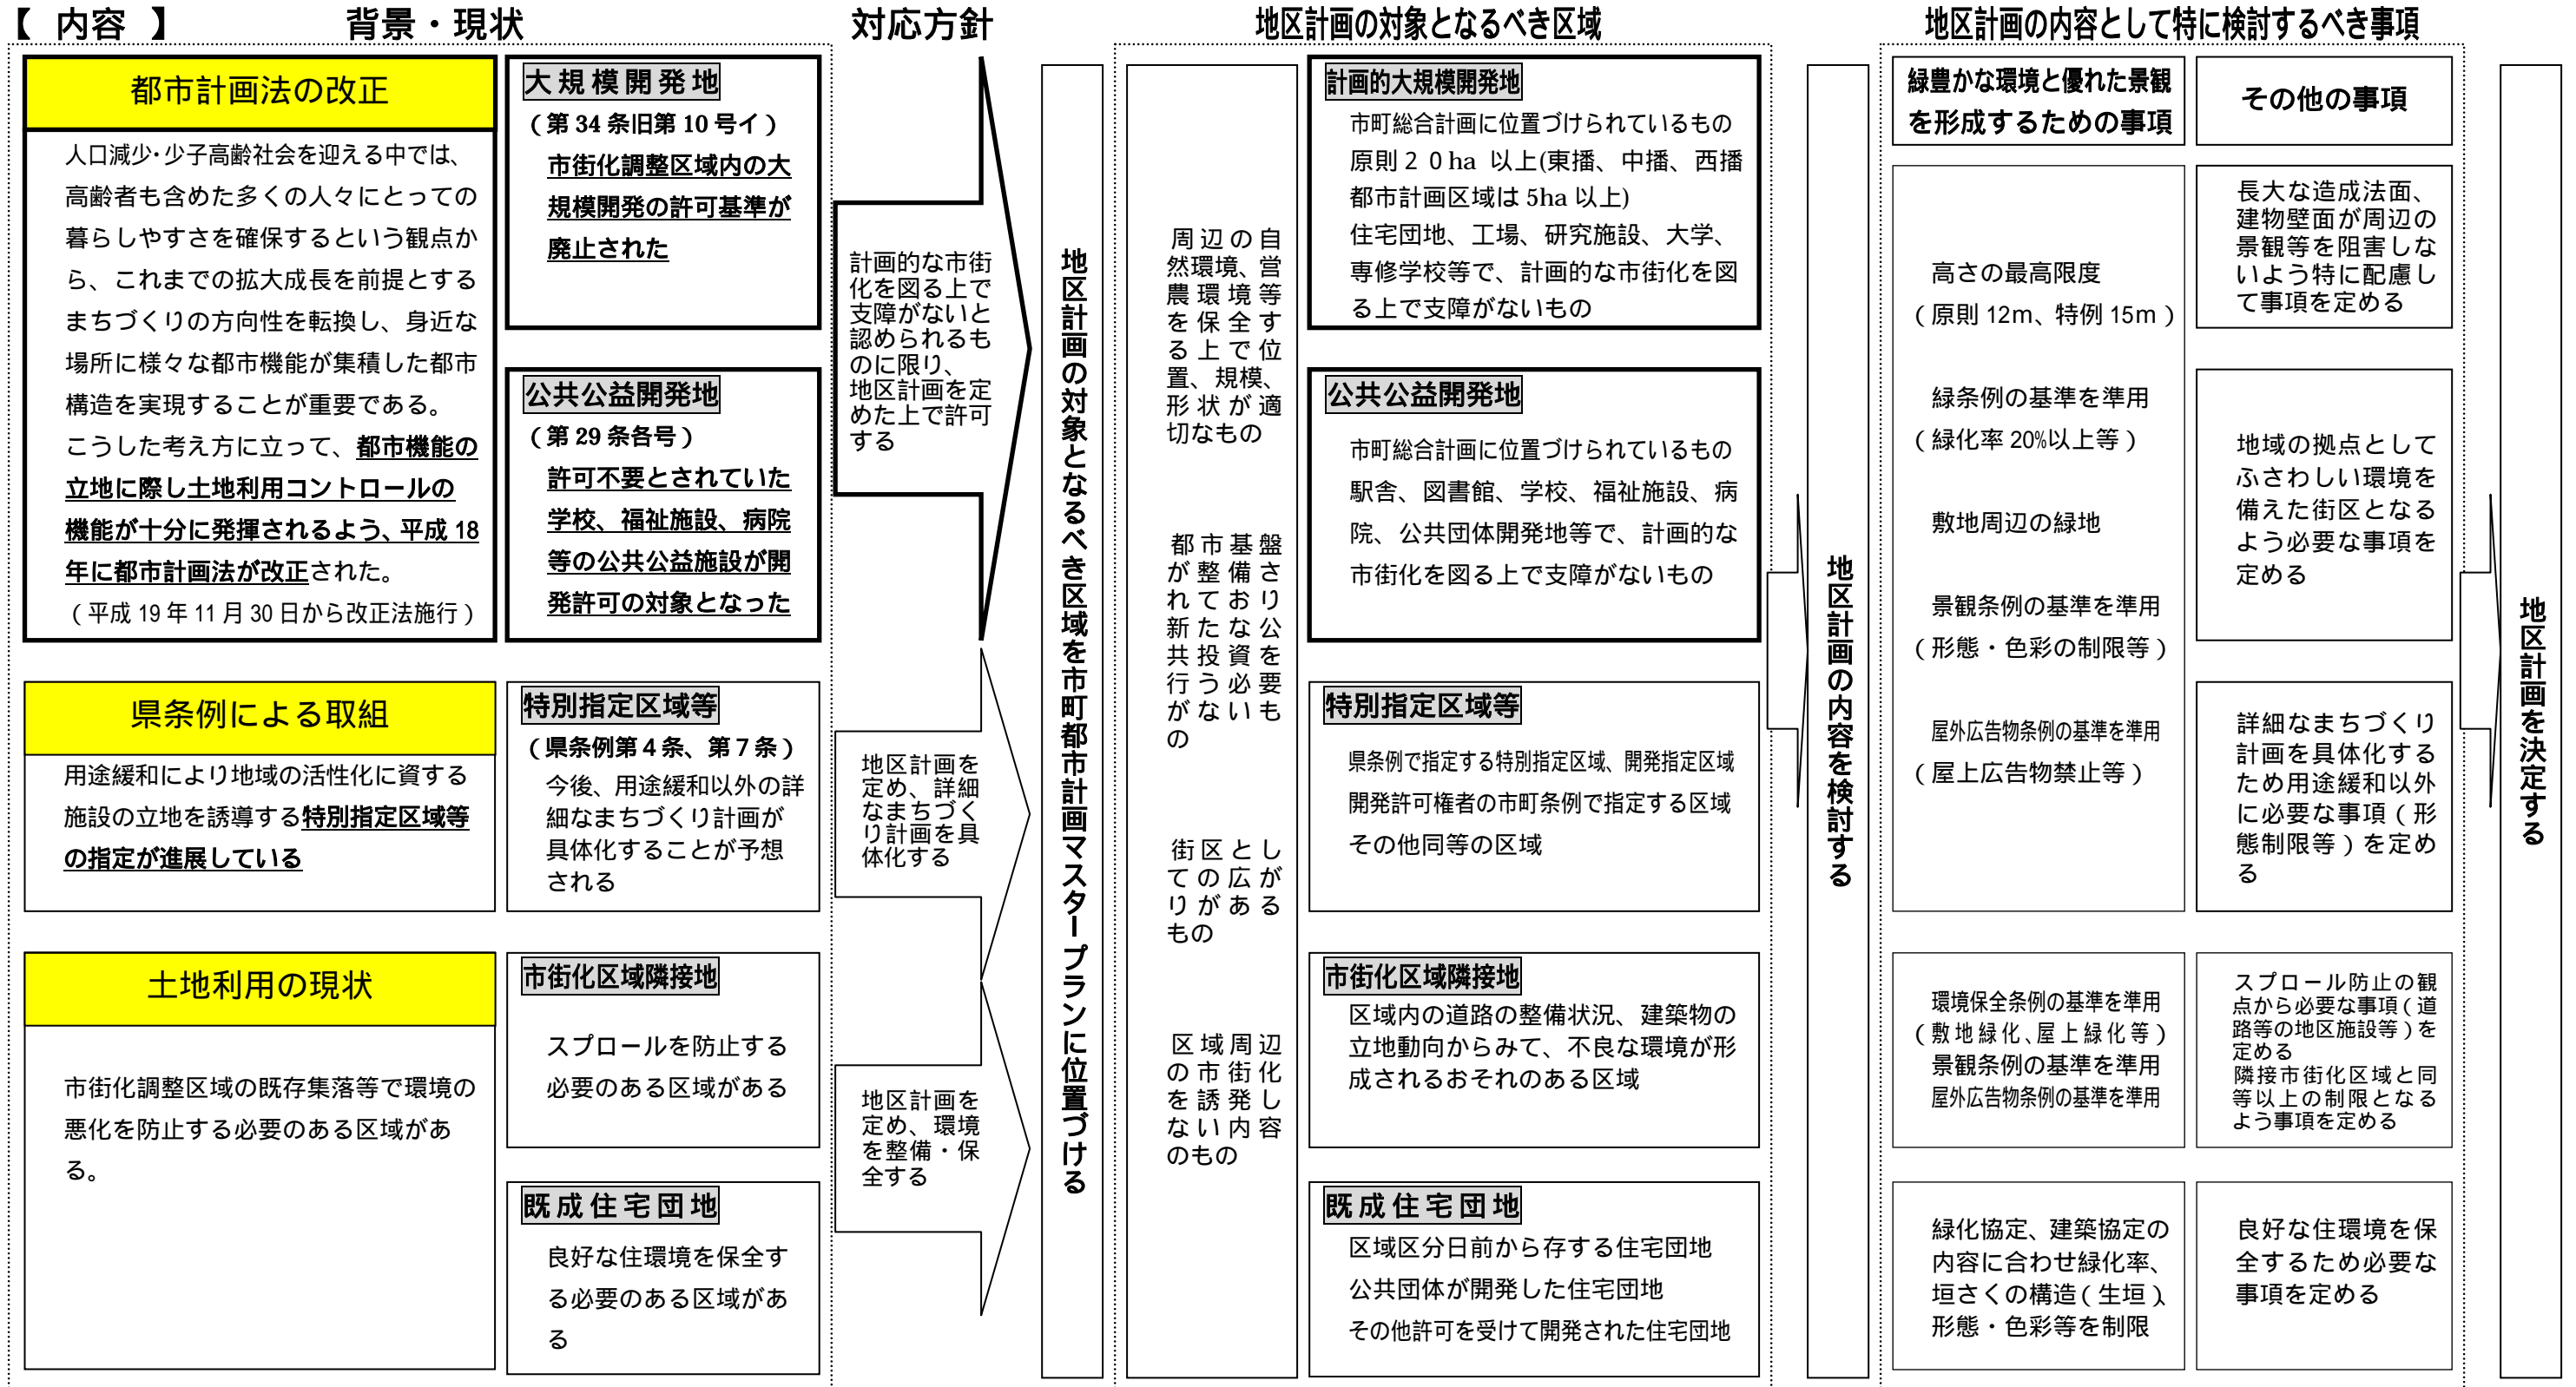 【 内容 】
背景・現状
対応方針
地区計画の対象となるべき区域
地区計画の内容として特に検討するべき事項
都市計画法の改正
人口減少･少子高齢社会を迎える中では、
高齢者も含めた多くの人々にとっての
暮らしやすさを確保するという観点か
ら、これまでの拡大成長を前提とする
まちづくりの方向性を転換し、身近な
場所に様々な都市機能が集積した都市
構造を実現することが重要である。
こうした考え方に立って、都市機能の
立地に際し土地利用コントロールの
機能が十分に発揮されるよう、平成 18
年に都市計画法が改正された。
（平成 19 年 11 月 30 日から改正法施行）
大規模開発地
（第 34 条旧第 10 号イ）
市街化調整区域内の大
規模開発の許可基準が
廃止された
公共公益開発地
（第 29 条各号）
許可不要とされていた
学校、福祉施設、病院
等の公共公益施設が開
発許可の対象となった
県条例による取組
用途緩和により地域の活性化に資する
施設の立地を誘導する特別指定区域等
の指定が進展している
特別指定区域等
（県条例第４条、第７条）
今後、用途緩和以外の詳
細なまちづくり計画が
具体化することが予想
される
土地利用の現状
市街化調整区域の既存集落等で環境の
悪化を防止する必要のある区域があ
る。
市街化区域隣接地
スプロールを防止する
必要のある区域がある
既成住宅団地
良好な住環境を保全す
る必要のある区域があ
る
計画的な市街
化を図る上で
支障がないと
認められるも
のに限り、
地区計画を定
めた上で許可
する
地区計画を
定め、詳細
なまちづく
り計画を具
体化する
地区計画を
定め、環境
を整備・保
全する
地区計画の対象となるべき区域を市町都市計画マスタープランに位置づける
周辺の自
然環境、営
農環境等
を保全す
る上で位
置、規模、
形状が適
切なもの
都市基盤
が整備さ
れており
新たな公
共投資を
行う必要
がないも
の
街区とし
ての広が
りがある
もの
区域周辺
の市街化
を誘発し
ない内容
のもの
計画的大規模開発地
市町総合計画に位置づけられているもの
原則２０ha 以上(東播、中播、西播
都市計画区域は 5ha 以上)
住宅団地、工場、研究施設、大学、
専修学校等で、計画的な市街化を図
る上で支障がないもの
公共公益開発地
市町総合計画に位置づけられているもの
駅舎、図書館、学校、福祉施設、病
院、公共団体開発地等で、計画的な
市街化を図る上で支障がないもの
特別指定区域等
県条例で指定する特別指定区域、開発指定区域
開発許可権者の市町条例で指定する区域
その他同等の区域
市街化区域隣接地
区域内の道路の整備状況、建築物の
立地動向からみて、不良な環境が形
成されるおそれのある区域
既成住宅団地
区域区分日前から存する住宅団地
公共団体が開発した住宅団地
その他許可を受けて開発された住宅団地
地区計画の内容を検討する
緑豊かな環境と優れた景観
を形成するための事項
高さの最高限度
（原則 12ｍ、特例 15ｍ）
緑条例の基準を準用
（緑化率 20%以上等）
敷地周辺の緑地
景観条例の基準を準用
（形態・色彩の制限等）
屋外広告物条例の基準を準用
（屋上広告物禁止等）
環境保全条例の基準を準用
（敷地緑化、屋上緑化等）
景観条例の基準を準用
屋外広告物条例の基準を準用
緑化協定、建築協定の
内容に合わせ緑化率、
垣さくの構造（生垣）、
形態・色彩等を制限
その他の事項
長大な造成法面、
建物壁面が周辺の
景観等を阻害しな
いよう特に配慮し
て事項を定める
地域の拠点として
ふさわしい環境を
備えた街区となる
よう必要な事項を
定める
詳細なまちづくり
計画を具体化する
ため用途緩和以外
に必要な事項（形
態制限等）を定め
る
スプロール防止の観
点から必要な事項（道
路等の地区施設等）を
定める
隣接市街化区域と同
等以上の制限となる
よう事項を定める
良好な住環境を保
全するため必要な
事項を定める
地区計画を決定する